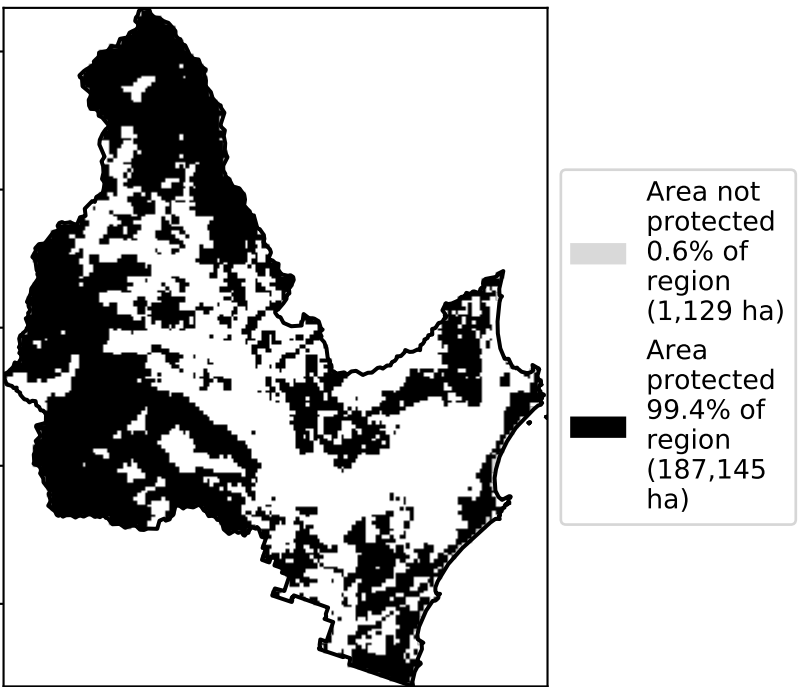 Area not
protected
0.6% of
region
(1,129 ha)
Area
protected
99.4% of
region
(187,145
ha)